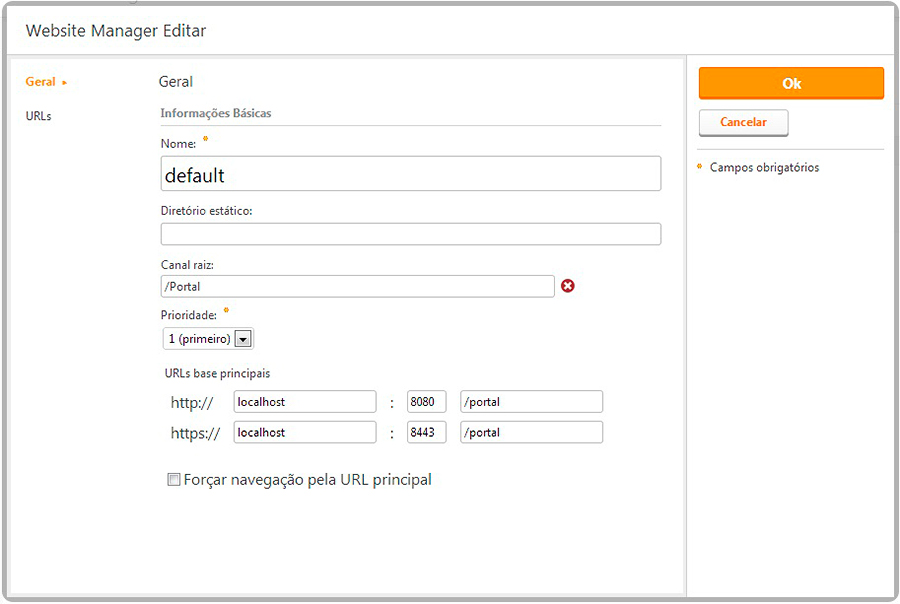 Website Manager Editar
Geral
URLs
Geral
Informações Básicas
Nome: *
default
Diretório estático:
Canal raiz:
/Portal
Prioridade: *
1 (primeiro)
URLs base principais
http:// localhost : 8080 /portal
https:// localhost : 8443 /portal
Forçar navegação pela URL principal
Ok
Cancelar
* Campos obrigatórios